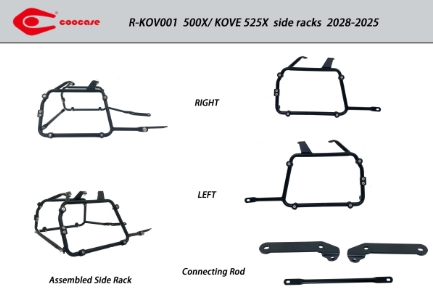 coocase
R-KOV001 500X/ KOVE 525X side racks 2028-2025
RIGHT
LEFT
Connecting Rod
Assembled Side Rack